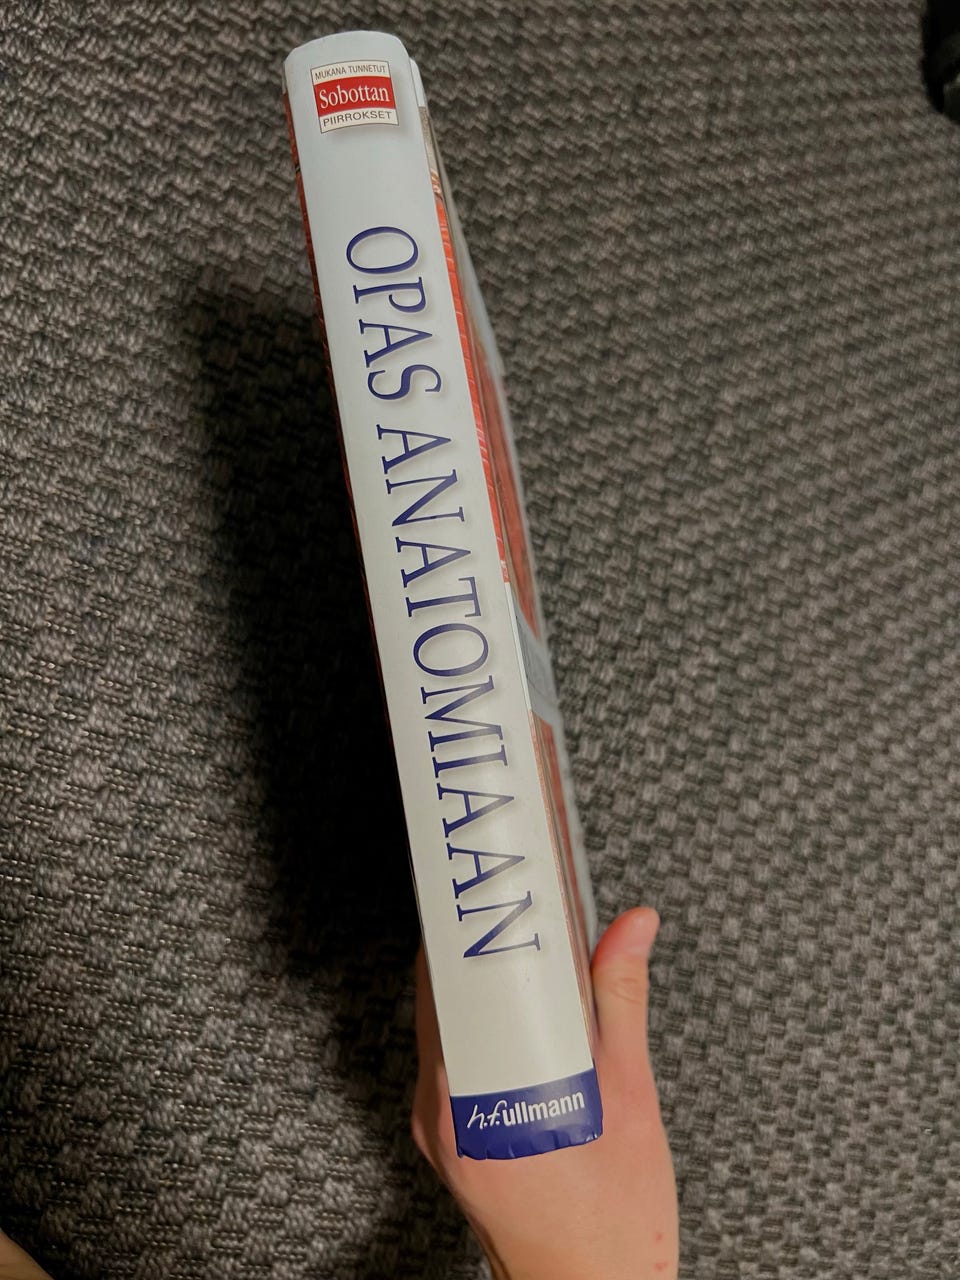 MUKANA TUNNETUT
Sobottan
PIIRROKSET
OPAS ANATOMIAAN
h.f.ullmann